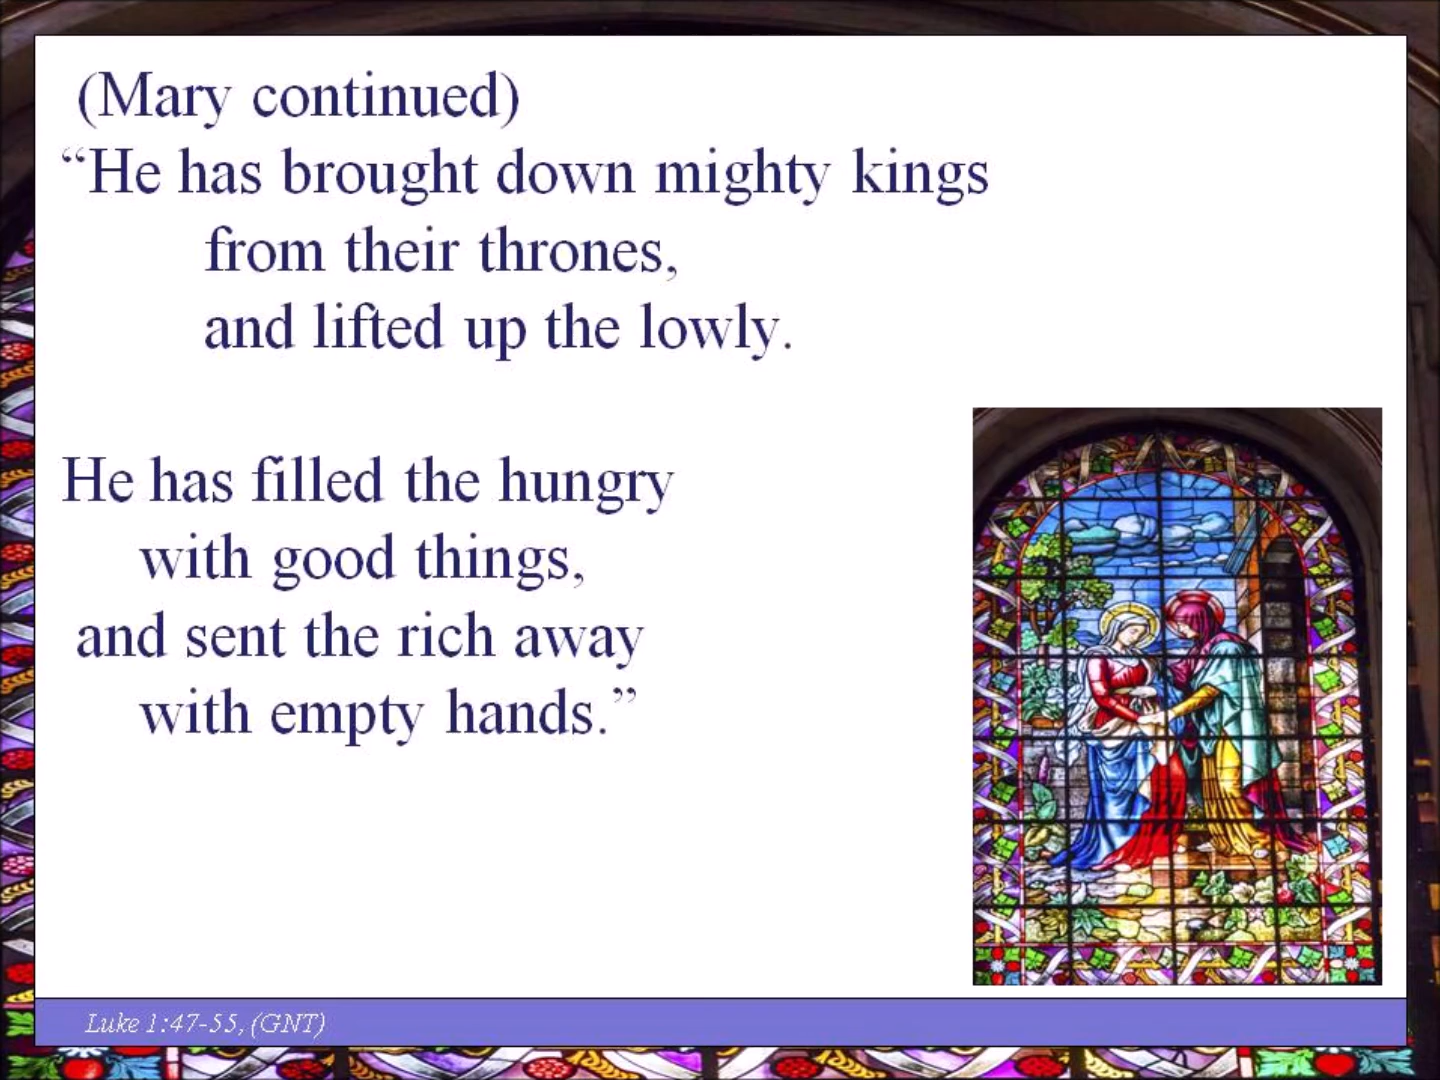 (Mary continued)
“He has brought down mighty kings
from their thrones,
and lifted up the lowly.
He has filled the hungry
with good things,
and sent the rich away
with empty hands.”
Luke 1:47-55, (GNT)